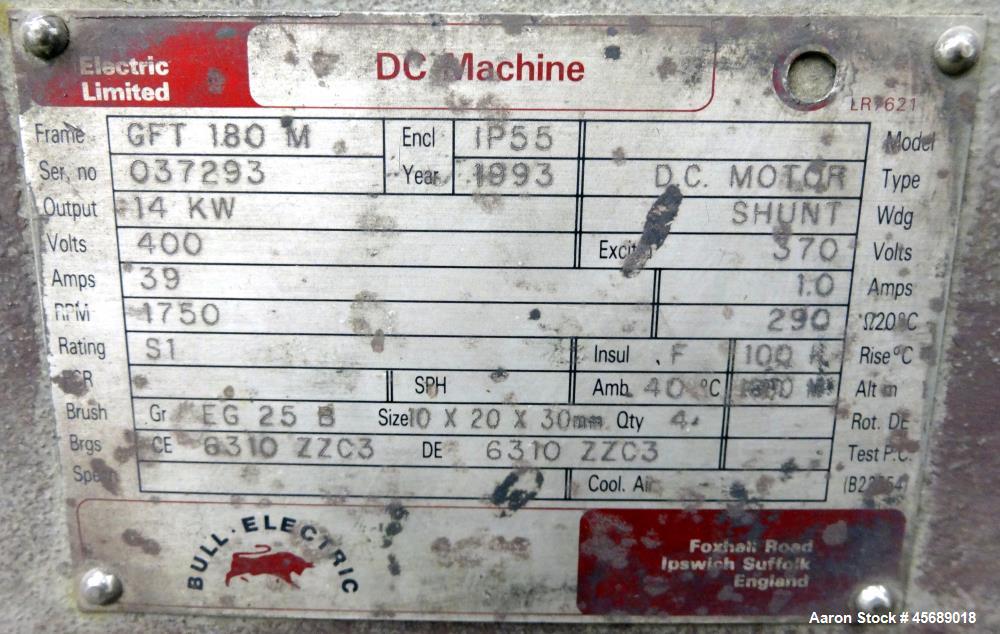 Electric
Limited
DC Machine
LR 621
Frame GFT 180 M Encl IP55 Model
Ser. no 037293 Year 1993 D.C. MOTOR Type
Output 14 KW SHUNT Wdg
Volts 400 370 Volts
Amps 39 1.0 Amps
RPM 1750 290 Ω20°C
Rating S1 Insul F 100 K Rise °C
SPH Amb. 40 °C Alt m
Brush Gr EG 25 B Size 10 X 20 X 30mm Qty 4 Rot. DE
Brgs CE 6310 ZZC3 DE 6310 ZZC3 Test P.C.
Cool. Air
BULL ELECTRIC
Foxhall Road
Ipswich Suffolk
England
Aaron Stock # 45689018